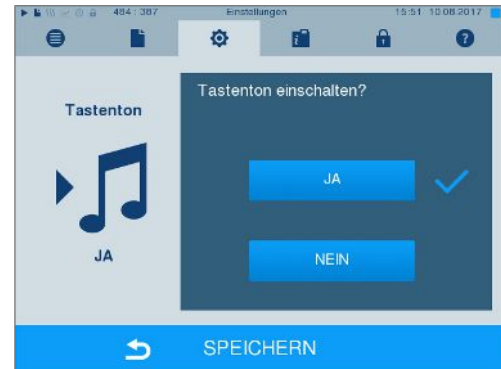 484 : 387 Einstellungen 15:51 10.08.2017
Tastenton
JA
Tastenton einschalten?
JA
NEIN
SPEICHERN